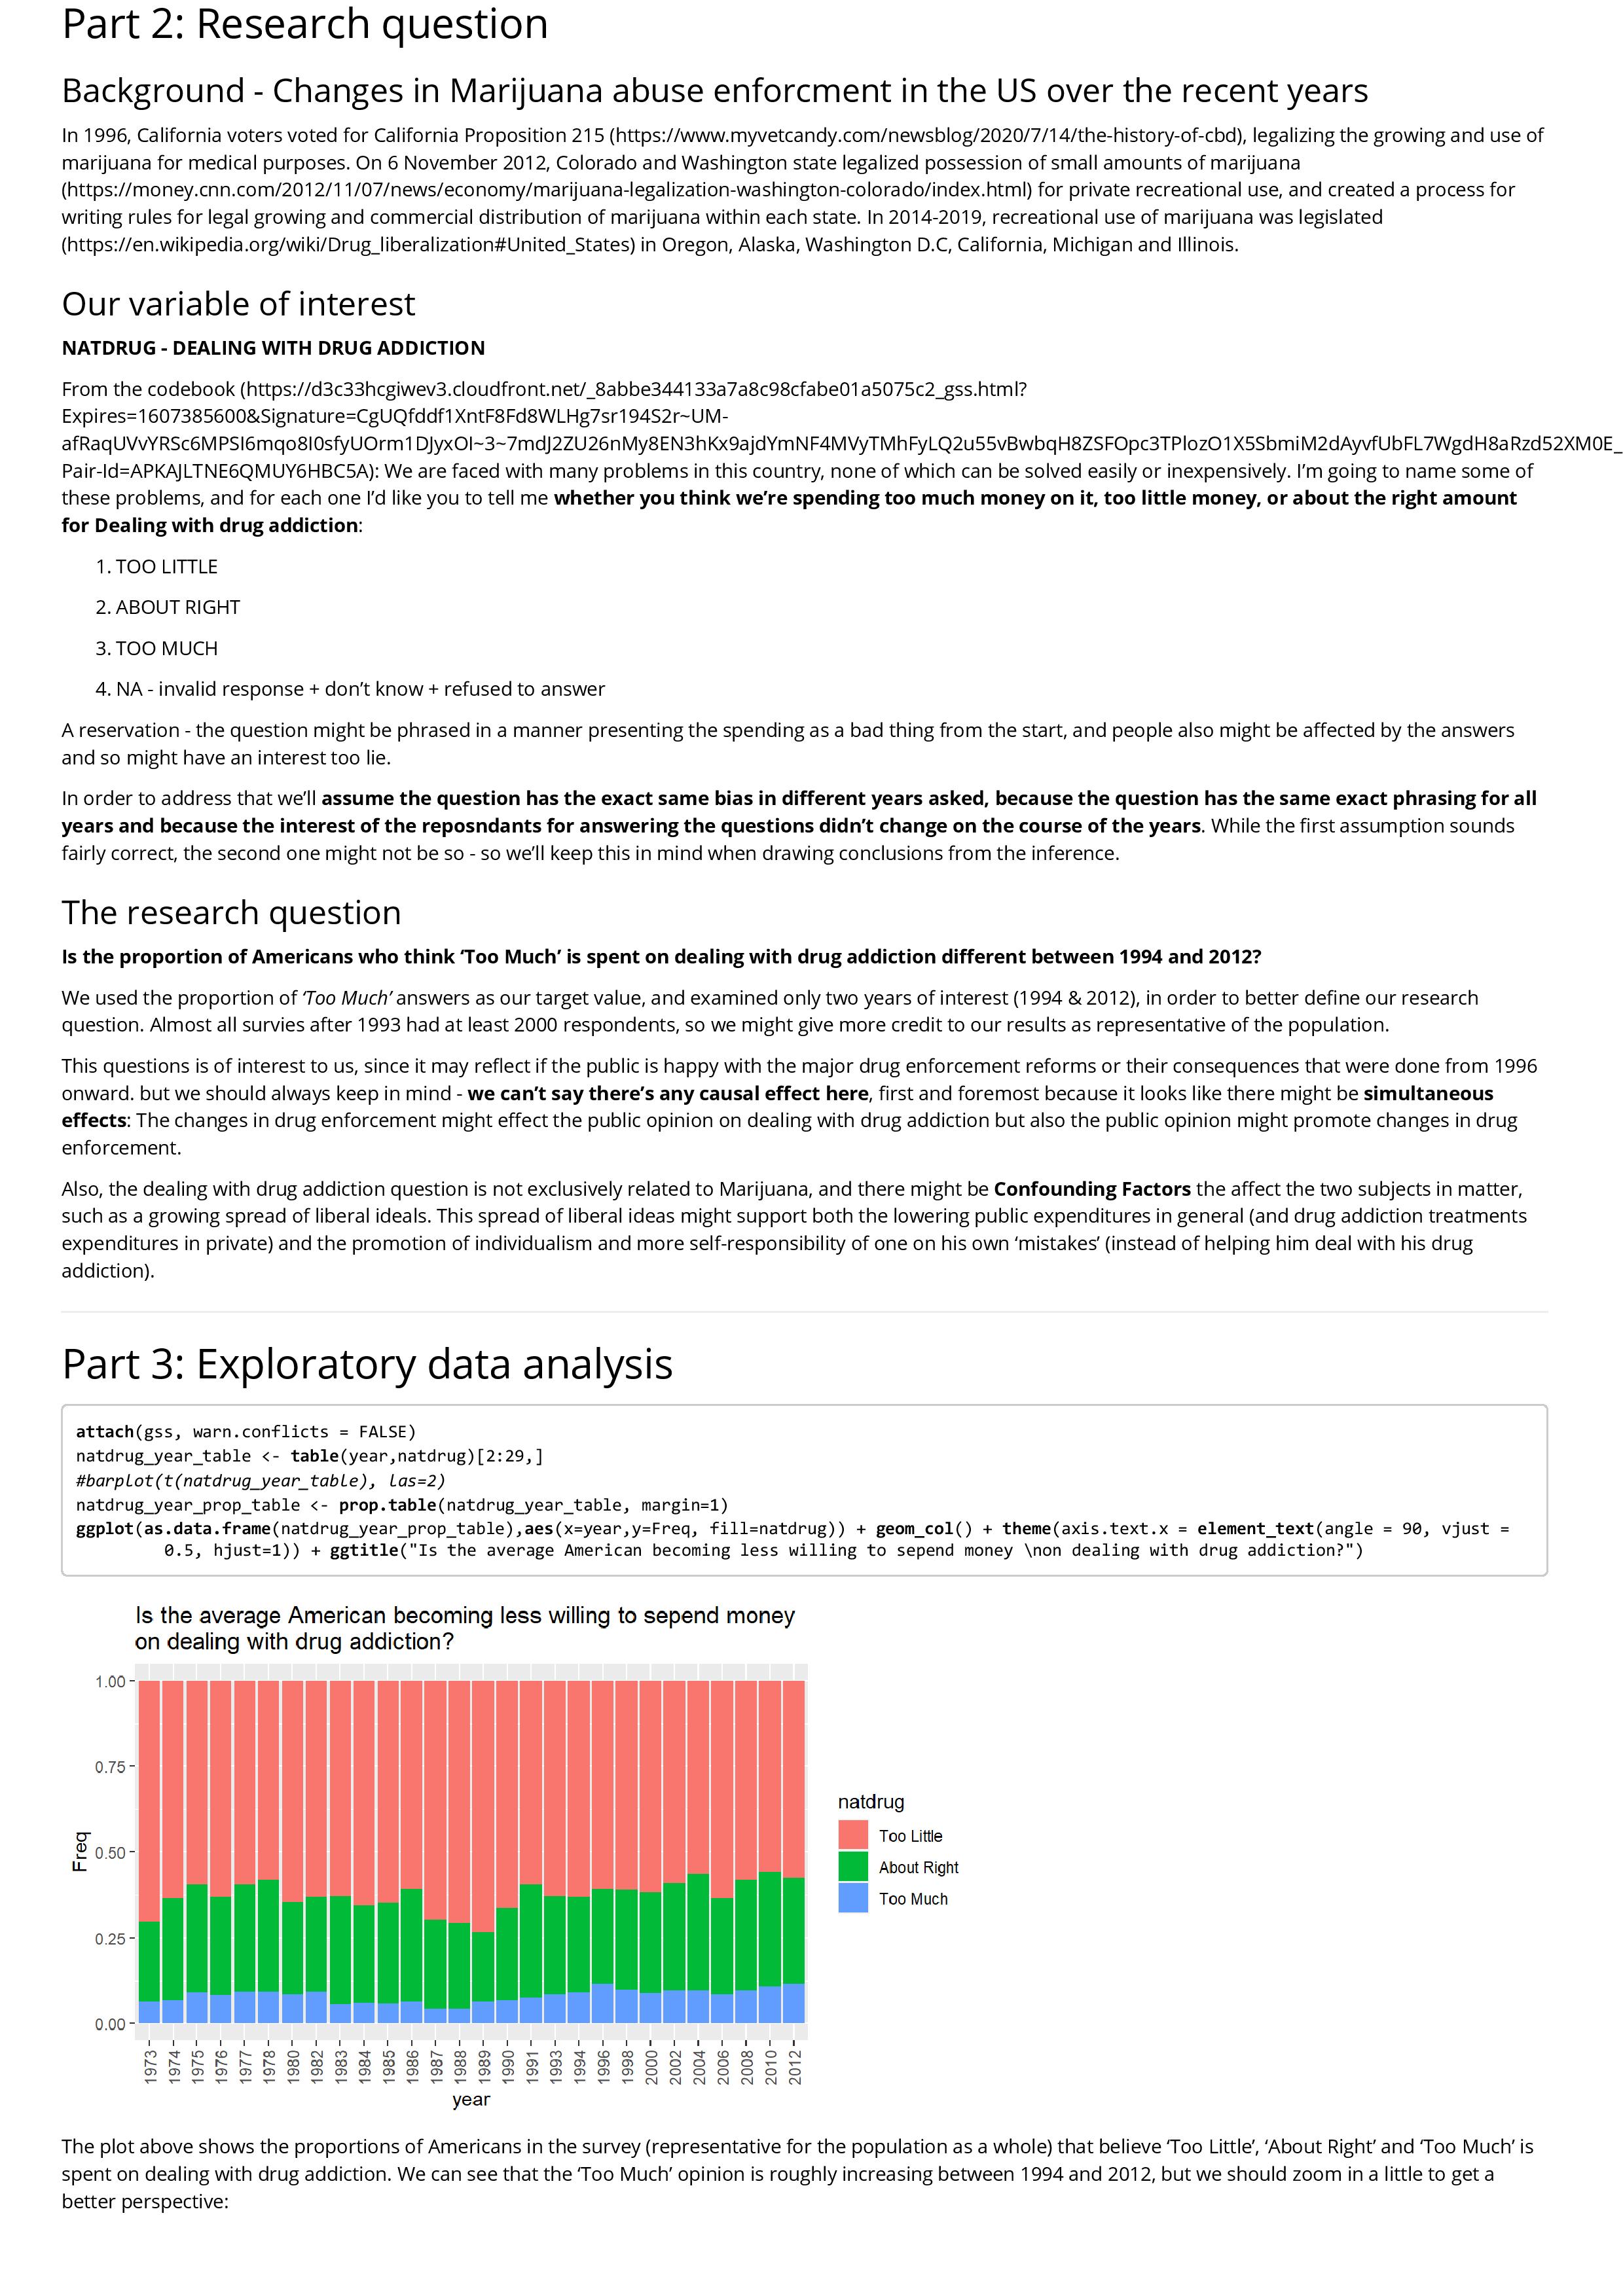 Part 2: Research question
Background - Changes in Marijuana abuse enforcment in the US over the recent years
In 1996, California voters voted for California Proposition 215 (https://www.myvetcandy.com/newsblog/2020/7/14/the-history-of-cbd), legalizing the growing and use of
marijuana for medical purposes. On 6 November 2012, Colorado and Washington state legalized possession of small amounts of marijuana
(https://money.cnn.com/2012/11/07/news/economy/marijuana-legalization-washington-colorado/index.html) for private recreational use, and created a process for
writing rules for legal growing and commercial distribution of marijuana within each state. In 2014-2019, recreational use of marijuana was legislated
(https://en.wikipedia.org/wiki/Drug_liberalization#United_States) in Oregon, Alaska, Washington D.C, California, Michigan and Illinois.
Our variable of interest
NATDRUG - DEALING WITH DRUG ADDICTION
From the codebook (https://d3c33hcgiwev3.cloudfront.net/_8abbe344133a7a8c98cfabe01a5075c2_gss.html?
Expires=1607385600&Signature=CgUQfddf1XntF8Fd8WLHg7sr194S2r~UM-
afRaqUVvYRSc6MPSI6mqo8I0sfyUOrm1DJyxOI~3~7mdJ2ZU26nMy8EN3hKx9ajdYmNF4MVyTMhFyLQ2u55vBwbqH8ZSFOpc3TPlozO1X5SbmiM2dAyvfUbFL7WgdH8aRzd52XM0E_
Pair-Id=APKAJLTNE6QMUY6HBC5A): We are faced with many problems in this country, none of which can be solved easily or inexpensively. I’m going to name some of
these problems, and for each one I’d like you to tell me whether you think we’re spending too much money on it, too little money, or about the right amount
for Dealing with drug addiction:
1. TOO LITTLE
2. ABOUT RIGHT
3. TOO MUCH
4. NA - invalid response + don’t know + refused to answer
A reservation - the question might be phrased in a manner presenting the spending as a bad thing from the start, and people also might be affected by the answers
and so might have an interest too lie.
In order to address that we’ll assume the question has the exact same bias in different years asked, because the question has the same exact phrasing for all
years and because the interest of the reposndants for answering the questions didn’t change on the course of the years. While the first assumption sounds
fairly correct, the second one might not be so - so we’ll keep this in mind when drawing conclusions from the inference.
The research question
Is the proportion of Americans who think ‘Too Much’ is spent on dealing with drug addiction different between 1994 and 2012?
We used the proportion of ‘Too Much’ answers as our target value, and examined only two years of interest (1994 & 2012), in order to better define our research
question. Almost all survies after 1993 had at least 2000 respondents, so we might give more credit to our results as representative of the population.
This questions is of interest to us, since it may reflect if the public is happy with the major drug enforcement reforms or their consequences that were done from 1996
onward. but we should always keep in mind - we can’t say there’s any causal effect here, first and foremost because it looks like there might be simultaneous
effects: The changes in drug enforcement might effect the public opinion on dealing with drug addiction but also the public opinion might promote changes in drug
enforcement.
Also, the dealing with drug addiction question is not exclusively related to Marijuana, and there might be Confounding Factors the affect the two subjects in matter,
such as a growing spread of liberal ideals. This spread of liberal ideas might support both the lowering public expenditures in general (and drug addiction treatments
expenditures in private) and the promotion of individualism and more self-responsibility of one on his own ‘mistakes’ (instead of helping him deal with his drug
addiction).
Part 3: Exploratory data analysis
attach(gss, warn.conflicts = FALSE)
natdrug_year_table <- table(year,natdrug)[2:29,]
#barplot(t(natdrug_year_table), las=2)
natdrug_year_prop_table <- prop.table(natdrug_year_table, margin=1)
ggplot(as.data.frame(natdrug_year_prop_table),aes(x=year,y=Freq, fill=natdrug)) + geom_col() + theme(axis.text.x = element_text(angle = 90, vjust =
0.5, hjust=1)) + ggtitle("Is the average American becoming less willing to sepend money \non dealing with drug addiction?")
Is the average American becoming less willing to sepend money
on dealing with drug addiction?
1.00
0.75
0.50
0.25
0.00
Freq
1973 1974 1975 1976 1977 1978 1980 1982 1983 1984 1985 1986 1987 1988 1989 1990 1991 1993 1994 1996 1998 2000 2002 2004 2006 2008 2010 2012
year
natdrug
Too Little
About Right
Too Much
The plot above shows the proportions of Americans in the survey (representative for the population as a whole) that believe ‘Too Little’, ‘About Right’ and ‘Too Much’ is
spent on dealing with drug addiction. We can see that the ‘Too Much’ opinion is roughly increasing between 1994 and 2012, but we should zoom in a little to get a
better perspective: